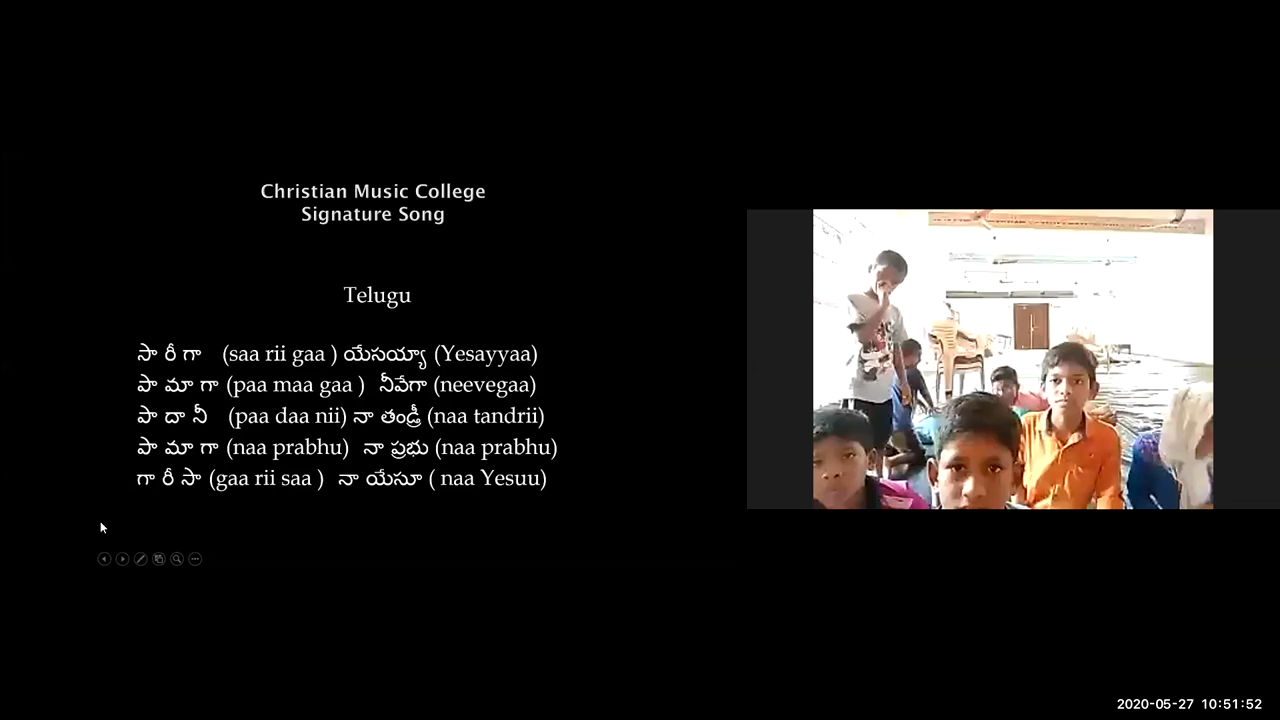 Christian Music College
Signature Song
Telugu
సా రీ గా (saa rii gaa ) యేసయ్యా (Yesayyaa)
పా మా గా (paa maa gaa ) నీవేగా (neevegaa)
పా దా నీ (paa daa nii) నా తండ్రీ (naa tandrii)
పా మా గా (naa prabhu) నా ప్రభు (naa prabhu)
గా రీ సా (gaa rii saa ) నా యేసూ ( naa Yesuu)
2020-05-27 10:51:52